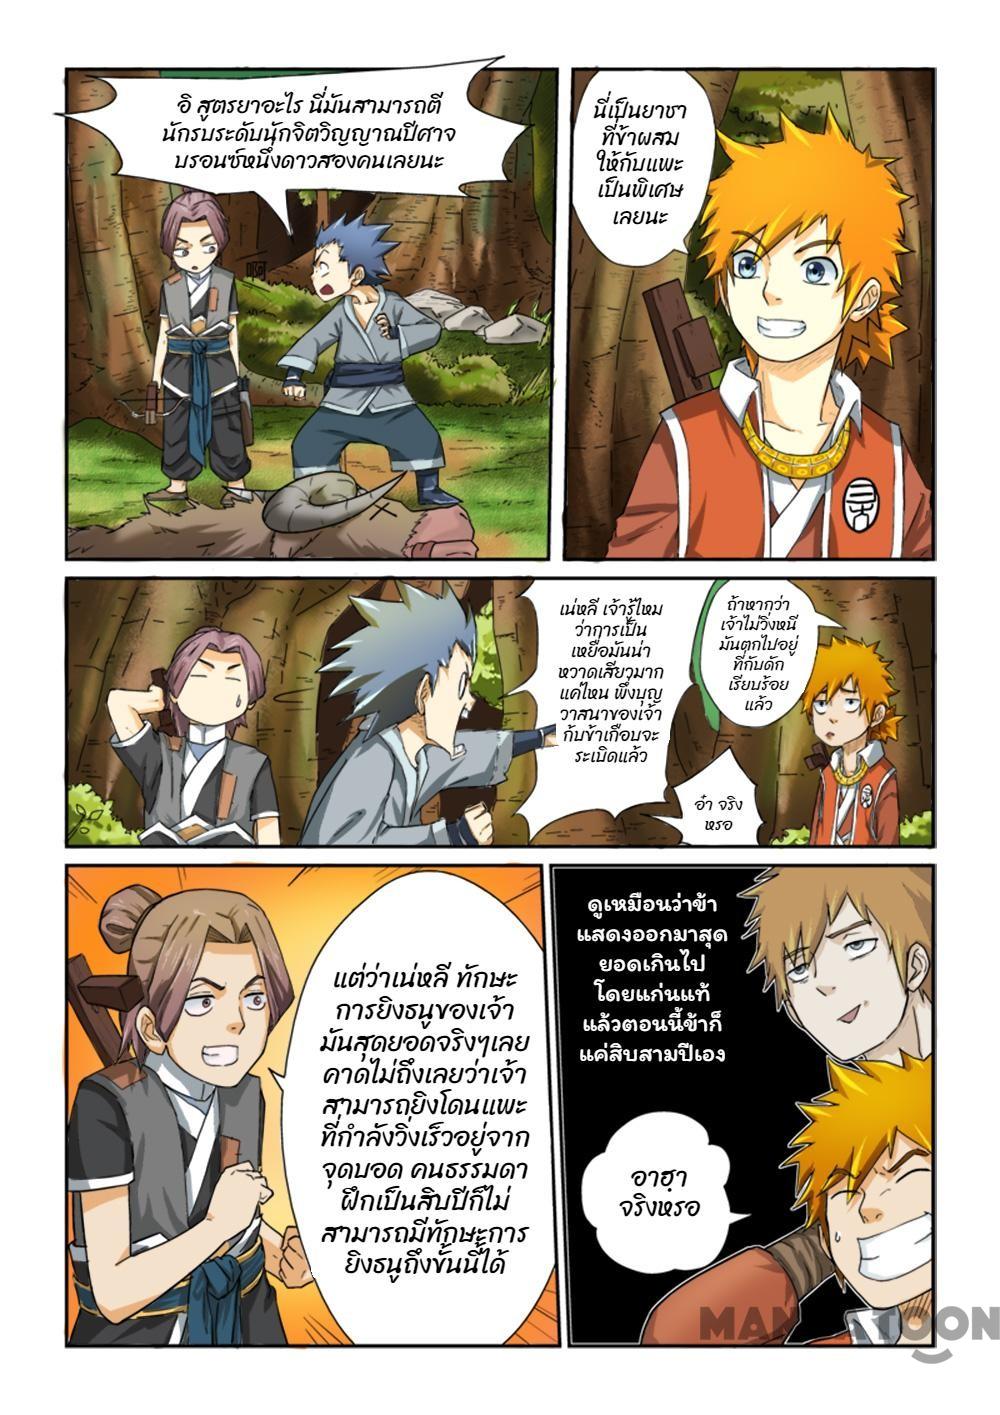 อิ สูตรยาอะไร นี่มันสามารถตี
นักรบระดับนักจิตวิญญาณปีศาจ
บรอนซ์หนึ่งดาวสองคนเลยนะ
นี่เป็นยาชา
ที่ข้าผสม
ให้กับแพะ
เป็นพิเศษ
เลยนะ
เน่หลี เจ้ารู้ไหม
ว่าการเป็น
เหยื่อมันน่า
หวาดเสียวมาก
แค่ไหน พึ่งบุญ
วาสนาของเจ้า
ก้บข้าเกือบจะ
ระเบิดแล้ว
ถ้าหากว่า
เจ้าไม่วิ่งหนี
มันตกไปอยู่
ที่กับดัก
เรียบร้อย
แล้ว
อ๋า จริง
หรอ
แต่ว่าเน่หลี ทักษะ
การยิงธนูของเจ้า
มันสุดยอดจริงๆเลย
คาดไม่ถึงเลยว่าเจ้า
สามารถยิงโดนแพะ
ที่กำลังวิ่งเร็วอยู่จาก
จุดบอด คนธรรมดา
ฝึกเป็นสิบปีก็ไม่
สามารถมีทักษะการ
ยิงธนูถึงขั้นนี้ได้
ดูเหมือนว่าข้า
แสดงออกมาสุด
ยอดเกินไป
โดยแก่นแท้
แล้วตอนนี้ข้าก็
แค่สิบสามปีเอง
อาฮฺา
จริงหรอ
MANGATOON